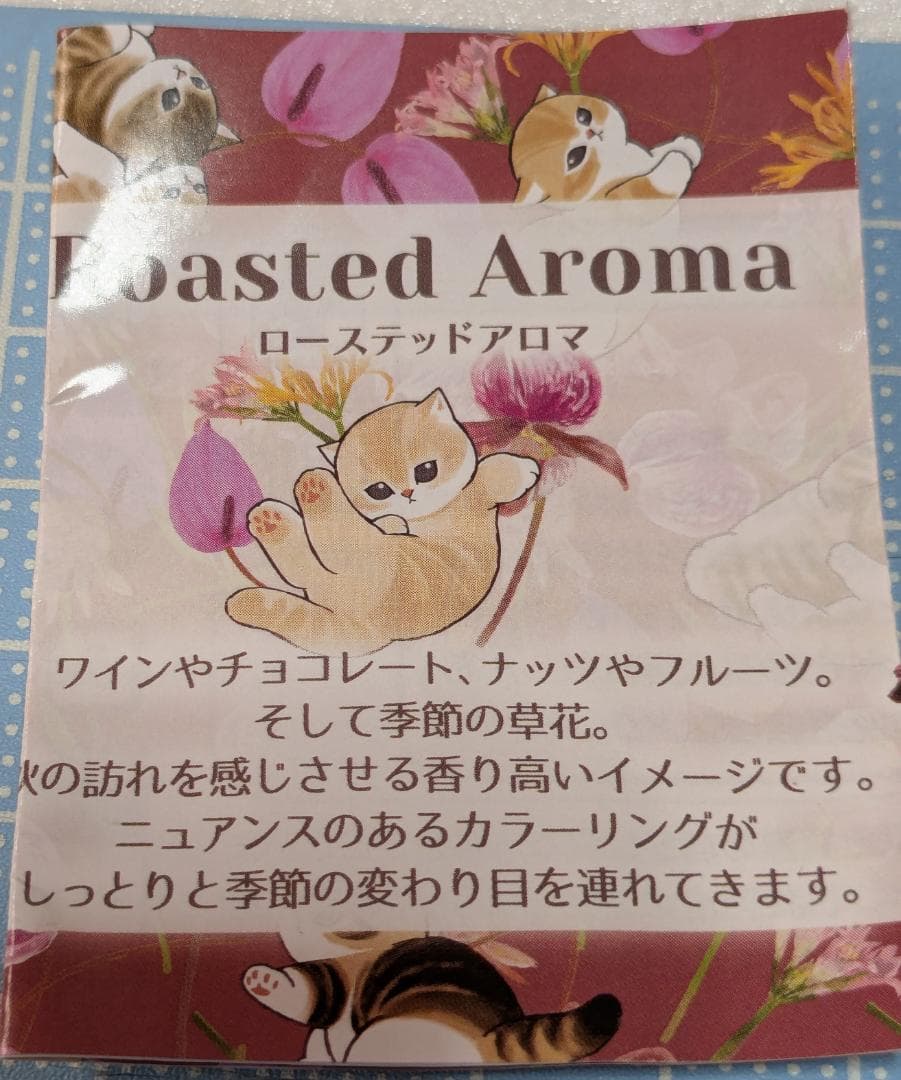 Roasted Aroma
ローステッドアロマ
ワインやチョコレート、ナッツやフルーツ。
そして季節の草花。
秋の訪れを感じさせる香り高いイメージです。
ニュアンスのあるカラーリングが
しっとりと季節の変わり目を連れてきます。